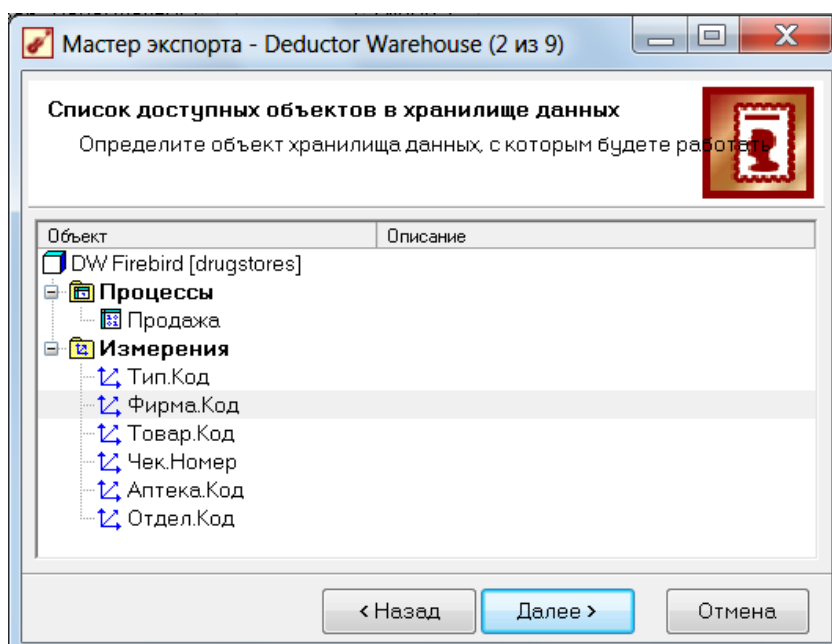 Мастер экспорта - Deductor Warehouse (2 из 9)
Список доступных объектов в хранилище данных
Определите объект хранилища данных, с которым будете работать
Объект Описание
DW Firebird [drugstores]
Процессы
Продажа
Измерения
Тип.Код
Фирма.Код
Товар.Код
Чек.Номер
Аптека.Код
Отдел.Код
< Назад Далее > Отмена